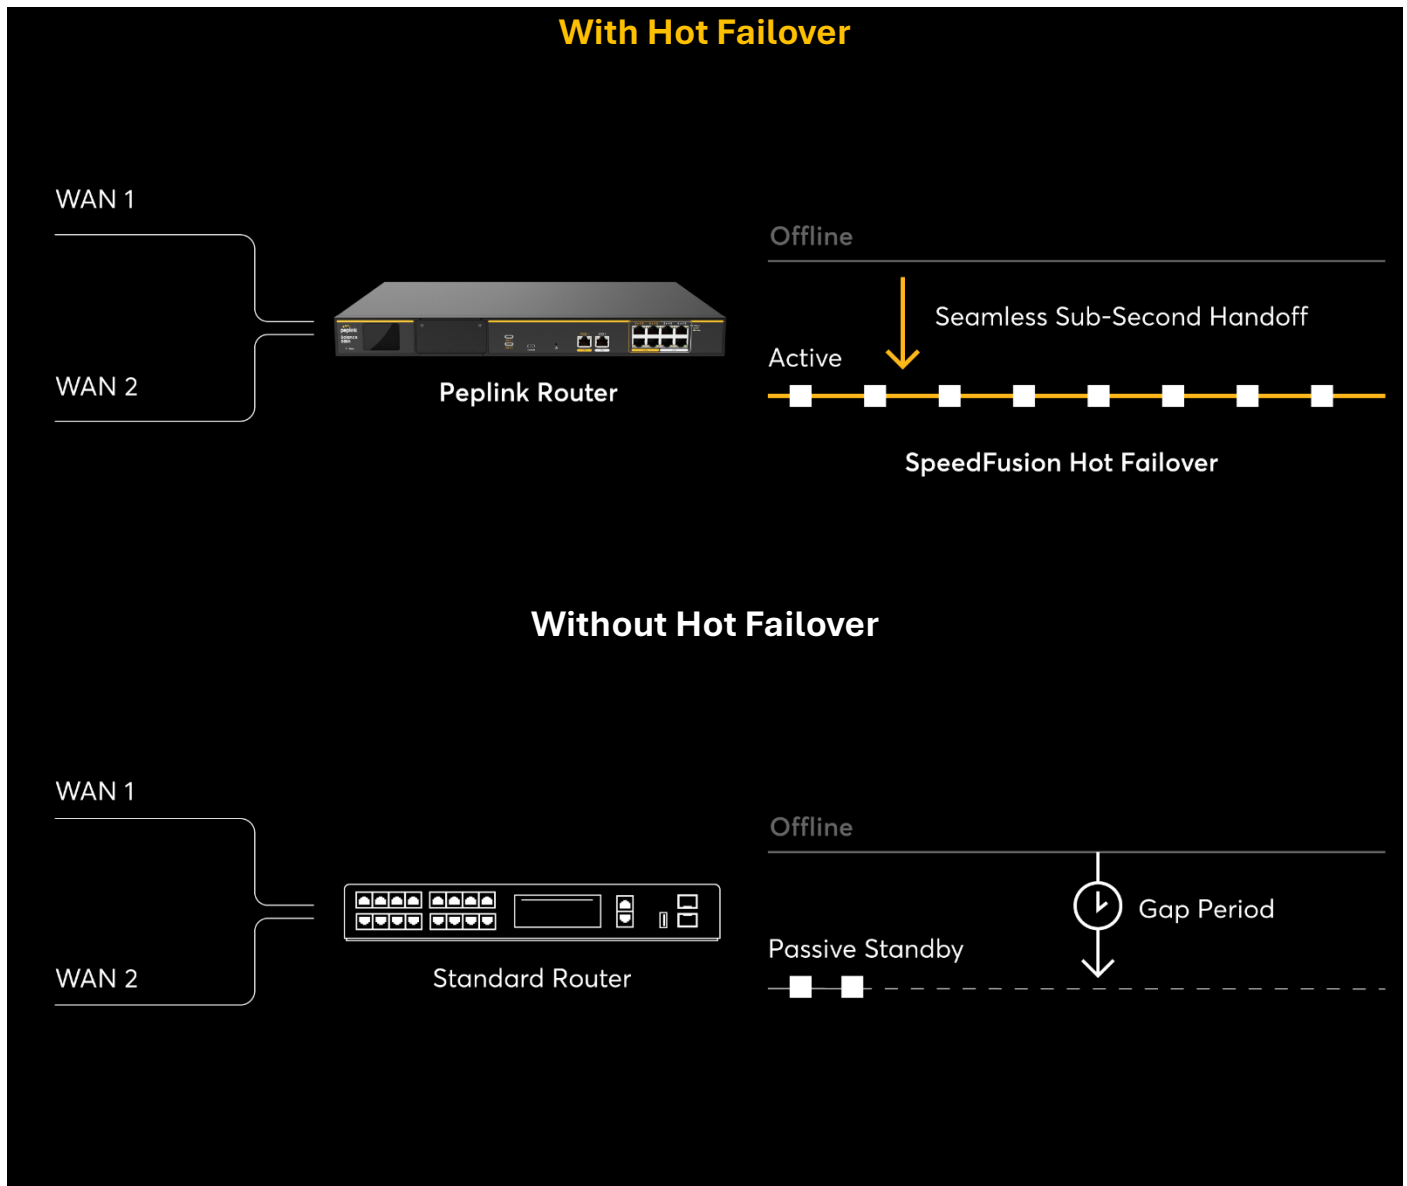 With Hot Failover
WAN 1
WAN 2
peplink
Peplink Router
Offline
Seamless Sub-Second Handoff
Active
SpeedFusion Hot Failover
Without Hot Failover
WAN 1
WAN 2
Standard Router
Offline
Gap Period
Passive Standby